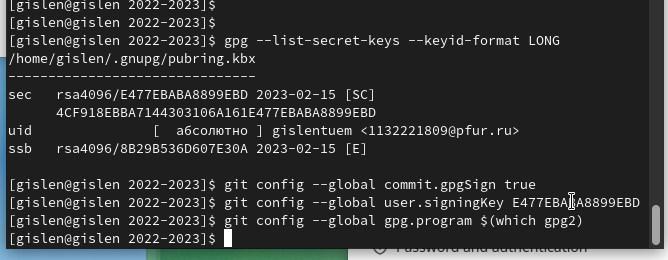 [gislen@gislen 2022-2023]$
[gislen@gislen 2022-2023]$
[gislen@gislen 2022-2023]$ gpg --list-secret-keys --keyid-format LONG
/home/gislen/.gnupg/pubring.kbx
-------------------------------
sec   rsa4096/E477EBABA8899EBD 2023-02-15 [SC]
      4CF918EBBA7144303106A161E477EBABA8899EBD
uid               [  абсолютно ] gislentuem <1132221809@pfur.ru>
ssb   rsa4096/8B29B536D607E30A 2023-02-15 [E]

[gislen@gislen 2022-2023]$ git config --global commit.gpgSign true
[gislen@gislen 2022-2023]$ git config --global user.signingKey E477EBABA8899EBD
[gislen@gislen 2022-2023]$ git config --global gpg.program $(which gpg2)
[gislen@gislen 2022-2023]$
Password and authentication